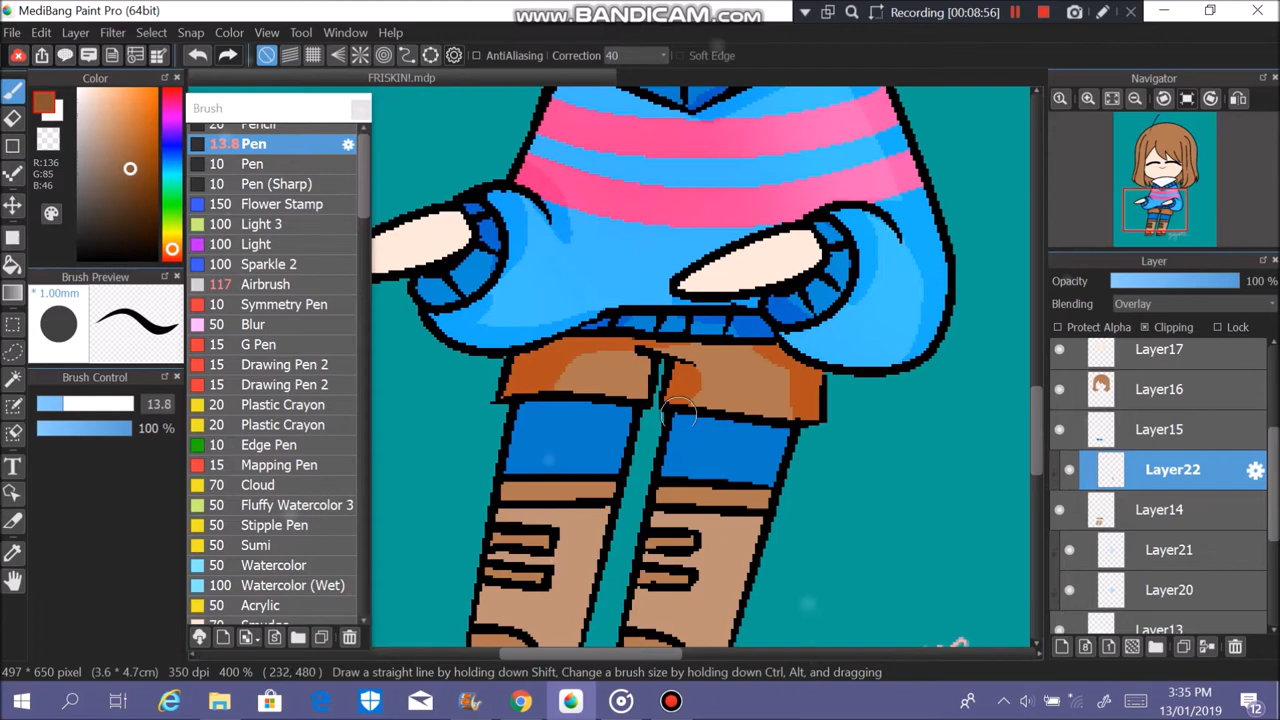 MediBang Paint Pro (64bit)
www.BANDICAM.com
Recording [00:08:56]
File Edit Layer Filter Select Snap Color View Tool Window Help
AntiAliasing Correction 40 Soft Edge
Color
FRISKIN!.mdp
Navigator
Brush
20 Pencil
13.8 Pen
10 Pen
10 Pen (Sharp)
150 Flower Stamp
100 Light 3
100 Light
100 Sparkle 2
117 Airbrush
10 Symmetry Pen
50 Blur
15 G Pen
15 Drawing Pen 2
15 Drawing Pen 2
20 Plastic Crayon
20 Plastic Crayon
10 Edge Pen
15 Mapping Pen
70 Cloud
50 Fluffy Watercolor 3
50 Stipple Pen
50 Sumi
50 Watercolor
100 Watercolor (Wet)
50 Acrylic
70 Smudge
R:136
G:85
B:46
Brush Preview
* 1.00mm
Brush Control
13.8
100 %
Layer
Opacity 100 %
Blending Overlay
Protect Alpha Clipping Lock
Layer17
Layer16
Layer15
Layer22
Layer14
Layer21
Layer20
Layer13
497 * 650 pixel (3.6 * 4.7cm) 350 dpi 400 % (232, 480) Draw a straight line by holding down Shift, Change a brush size by holding down Ctrl, Alt, and dragging
3:35 PM
13/01/2019
12